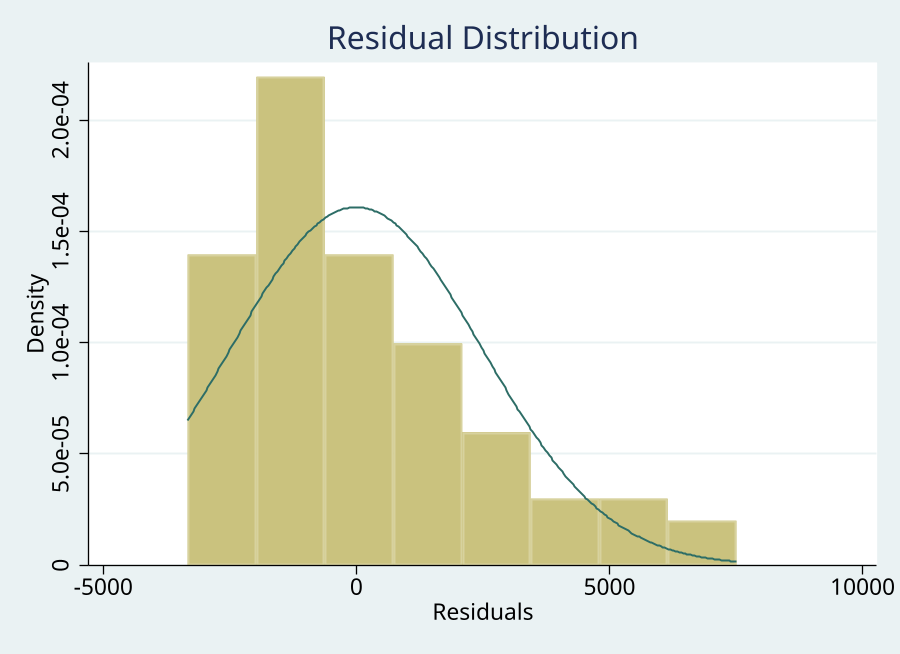 Residual Distribution
Density
2.0e-04
1.5e-04
1.0e-04
5.0e-05
0
-5000 0 5000 10000
Residuals